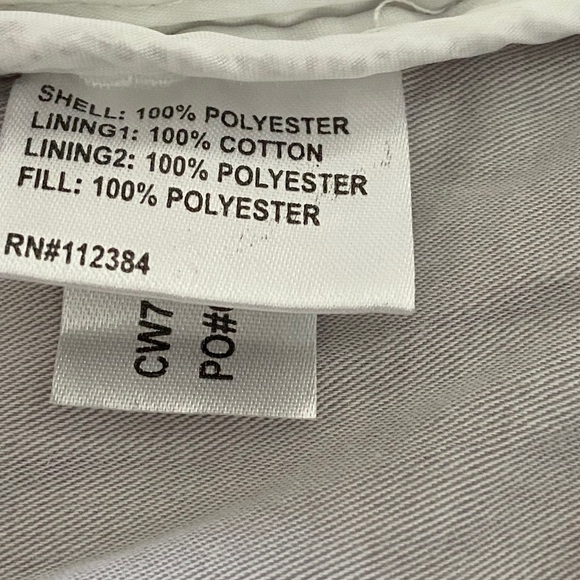 SHELL: 100% POLYESTER
LINING1: 100% COTTON
LINING2: 100% POLYESTER
FILL: 100% POLYESTER
RN#112384
CW7
PO#